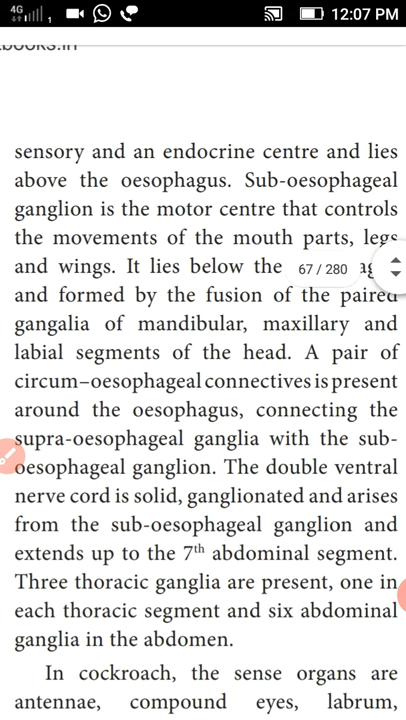 4G
1
12:07 PM
sensory and an endocrine centre and lies
above the oesophagus. Sub-oesophageal
ganglion is the motor centre that controls
the movements of the mouth parts, legs
and wings. It lies below the
67 / 280
and formed by the fusion of the paired
gangalia of mandibular, maxillary and
labial segments of the head. A pair of
circum–oesophageal connectives is present
around the oesophagus, connecting the
supra-oesophageal ganglia with the sub-
oesophageal ganglion. The double ventral
nerve cord is solid, ganglionated and arises
from the sub-oesophageal ganglion and
extends up to the 7th abdominal segment.
Three thoracic ganglia are present, one in
each thoracic segment and six abdominal
ganglia in the abdomen.
In cockroach, the sense organs are
antennae, compound eyes, labrum,